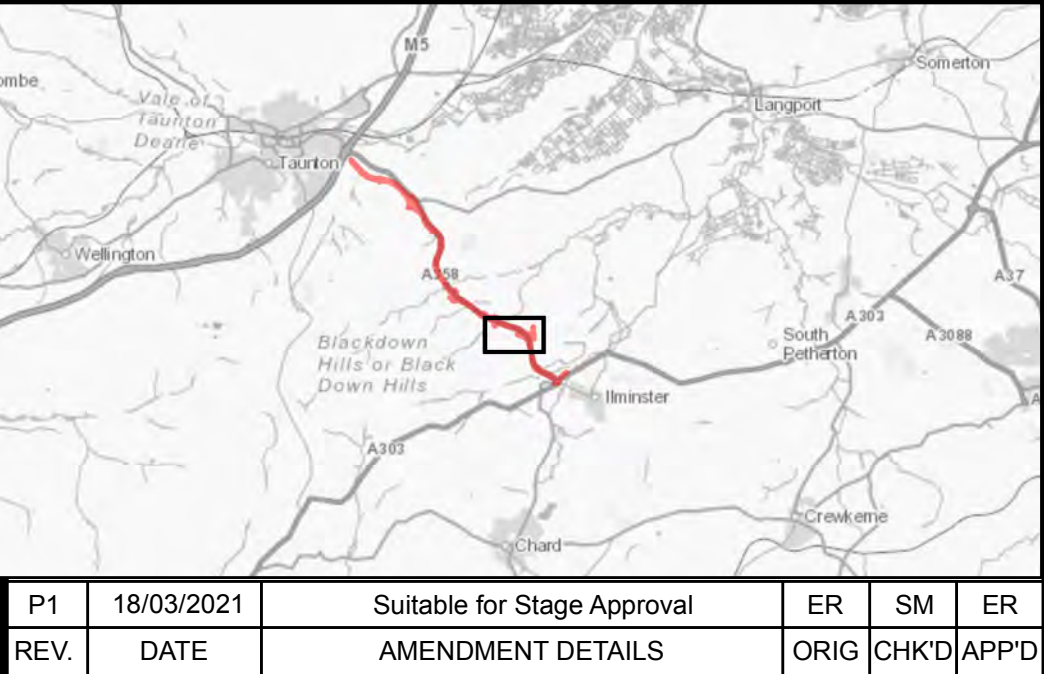 M5
Somerton
ombe
Vale of
Taunton
Deane
Langport
Taunton
Wellington
A358
A37
A303
South
Petherton
A3088
Blackdown
Hills or Black
Down Hills
Ilminster
A
A303
Crewkerne
Chard
P1 18/03/2021 Suitable for Stage Approval ER SM ER
REV. DATE AMENDMENT DETAILS ORIG CHK'D APP'D